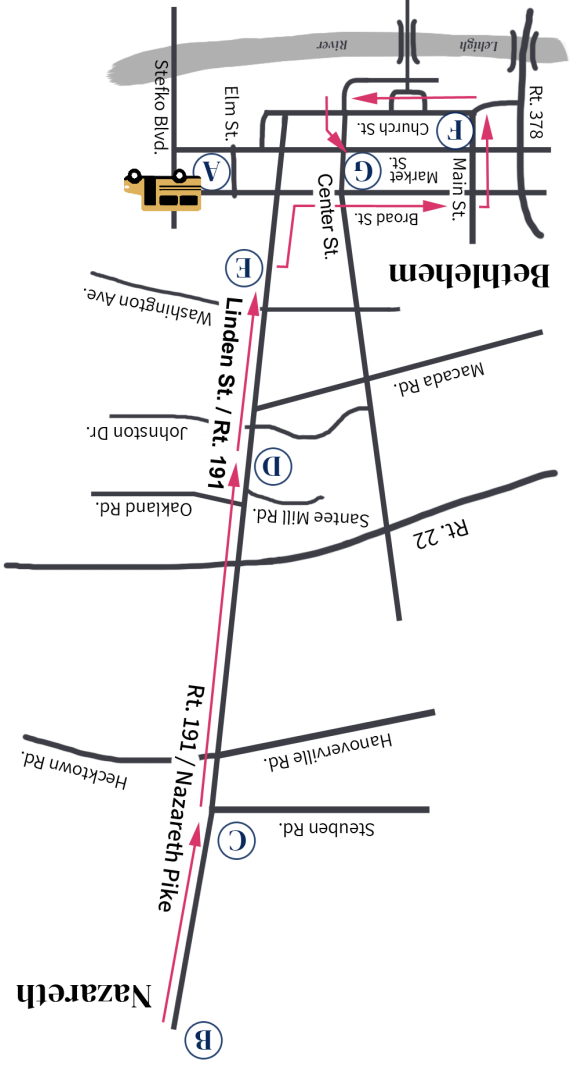 B
Nazareth
Rt. 191 / Nazareth Pike
C
Steuben Rd.
Hanoverville Rd.
Hecktown Rd.
Rt. 22
Santee Mill Rd.
Oakland Rd.
D
Johnston Dr.
Macada Rd.
Linden St. / Rt. 191
Washington Ave.
Bethlehem
E
Broad St.
Center St.
Main St.
Market
St.
G
A
F
Church St.
Elm St.
Stefko Blvd.
Rt. 378
Lehigh
River